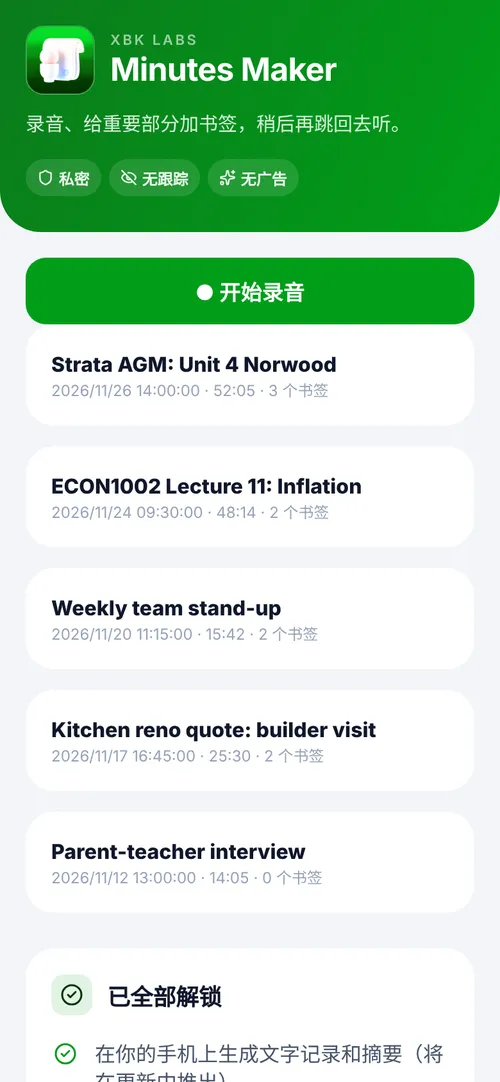 XBK LABS
Minutes Maker
录音、给重要部分加书签，稍后再跳回去听。
私密
无跟踪
无广告
开始录音
Strata AGM: Unit 4 Norwood
2026/11/26 14:00:00 · 52:05 · 3 个书签
ECON1002 Lecture 11: Inflation
2026/11/24 09:30:00 · 48:14 · 2 个书签
Weekly team stand-up
2026/11/20 11:15:00 · 15:42 · 2 个书签
Kitchen reno quote: builder visit
2026/11/17 16:45:00 · 25:30 · 2 个书签
Parent-teacher interview
2026/11/12 13:00:00 · 14:05 · 0 个书签
已全部解锁
在你的手机上生成文字记录和摘要（将
在更新中推出）